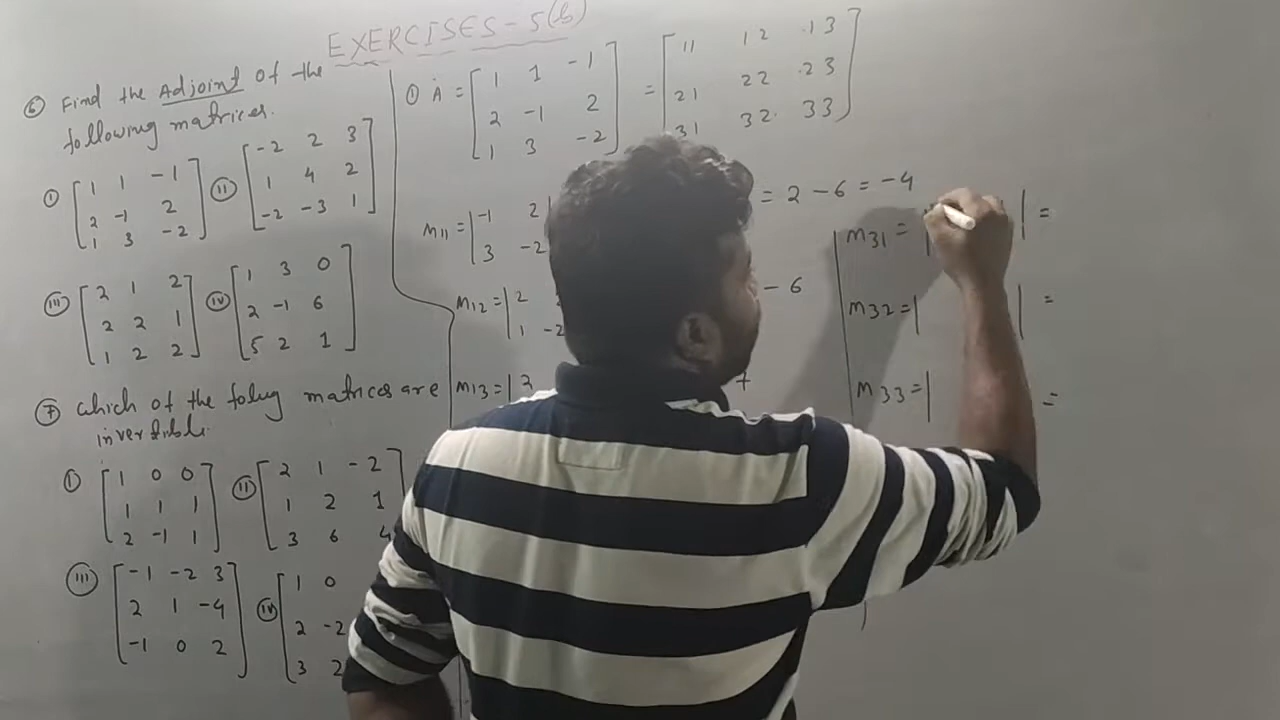 EXERCISES - 5(b)
⑥ Find the Adjoint of the
following matrices.
① [ 1 1 -1
2 -1 2
1 3 -2 ]
⑪ [ -2 2 3
1 4 2
-2 -3 1 ]
⑪① [ 2 1 2
2 2 1
1 2 2 ]
ⓘⓥ [ 1 3 0
2 -1 6
5 2 1 ]
⑦ which of the folwg matrices are
invertible.
① [ 1 0 0
1 1 1
2 -1 1 ]
⑪ [ 2 1 -2
1 2 1
3 6 4
⑪① [ -1 -2 3
2 1 -4
-1 0 2 ]
ⓘⓥ [ 1 0
2 -2
3 2
① A = [ 1 1 -1
2 -1 2
1 3 -2 ]
= [ 11 12 13
21 22 23
31 32 33 ]
M11 = | -1 2 |
3 -2
= 2 - 6 = -4
M12 = | 2
1 -2
- 6
M13 = | 2
M31 = | | =
M32 = | | =
M33 = | =